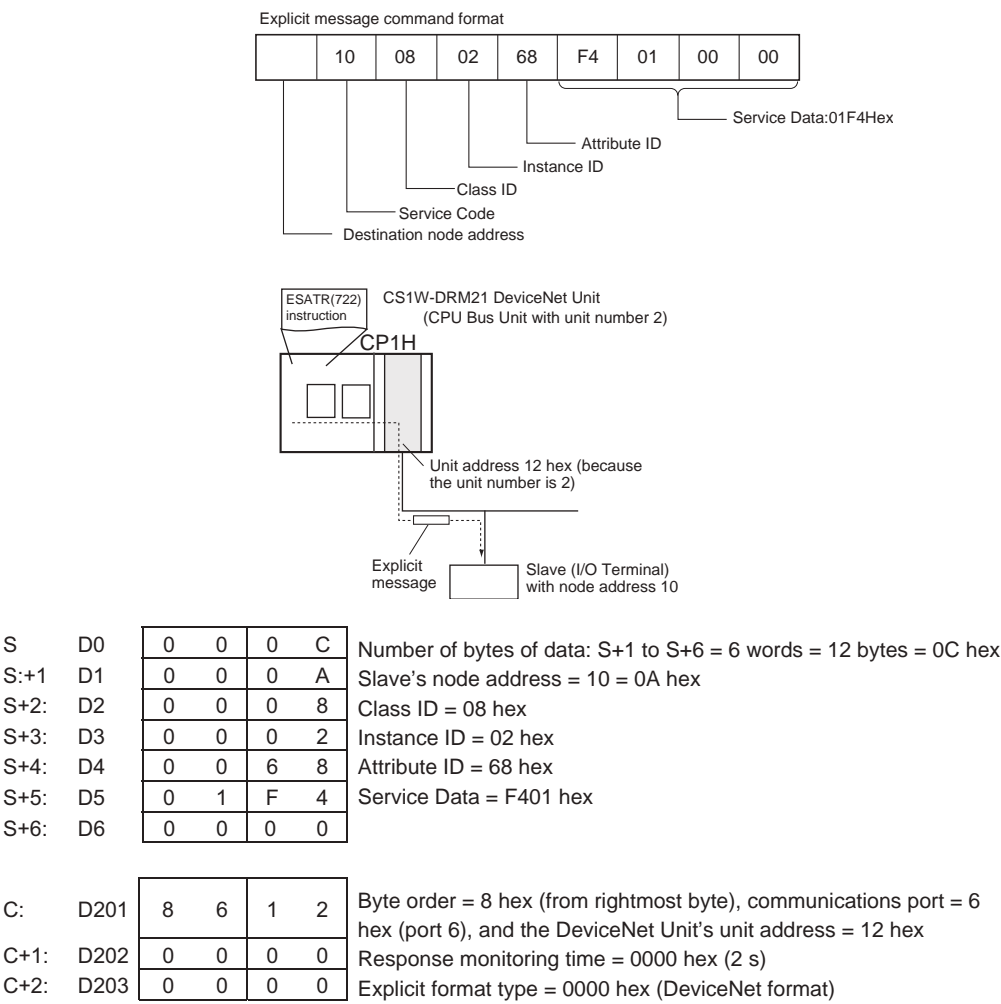 Explicit message command format
10 08 02 68 F4 01 00 00
Service Data:01F4Hex
Attribute ID
Instance ID
Class ID
Service Code
Destination node address
ESATR(722)
instruction
CS1W-DRM21 DeviceNet Unit
(CPU Bus Unit with unit number 2)
CP1H
Unit address 12 hex (because
the unit number is 2)
Explicit
message
Slave (I/O Terminal)
with node address 10
S D0 0 0 0 C Number of bytes of data: S+1 to S+6 = 6 words = 12 bytes = 0C hex
S:+1 D1 0 0 0 A Slave's node address = 10 = 0A hex
S+2: D2 0 0 0 8 Class ID = 08 hex
S+3: D3 0 0 0 2 Instance ID = 02 hex
S+4: D4 0 0 6 8 Attribute ID = 68 hex
S+5: D5 0 1 F 4 Service Data = F401 hex
S+6: D6 0 0 0 0
C: D201 8 6 1 2 Byte order = 8 hex (from rightmost byte), communications port = 6
hex (port 6), and the DeviceNet Unit's unit address = 12 hex
C+1: D202 0 0 0 0 Response monitoring time = 0000 hex (2 s)
C+2: D203 0 0 0 0 Explicit format type = 0000 hex (DeviceNet format)